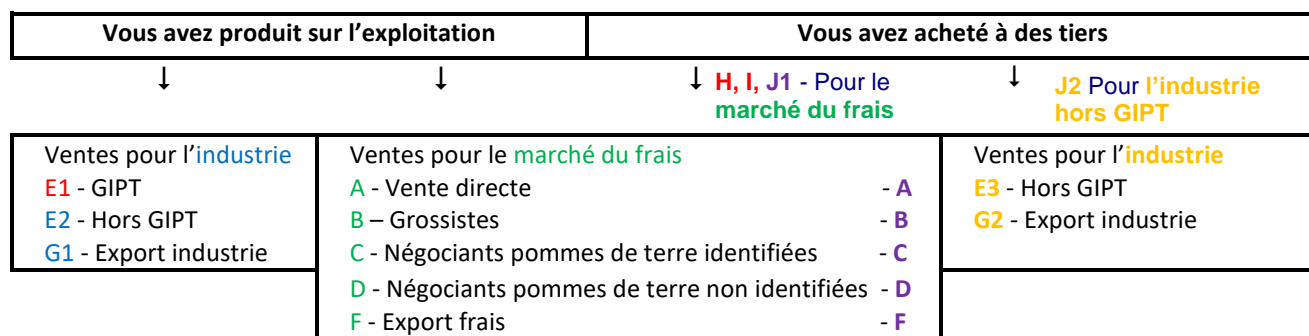 Vous avez produit sur l'exploitation
Vous avez acheté à des tiers
↓ ↓ ↓ H, I, J1 - Pour le marché du frais
↓ J2 Pour l'industrie hors GIPT
Ventes pour l'industrie
E1 - GIPT
E2 - Hors GIPT
G1 - Export industrie
Ventes pour le marché du frais
A - Vente directe - A
B – Grossistes - B
C - Négociants pommes de terre identifiées - C
D - Négociants pommes de terre non identifiées - D
F - Export frais - F
Ventes pour l'industrie
E3 - Hors GIPT
G2 - Export industrie